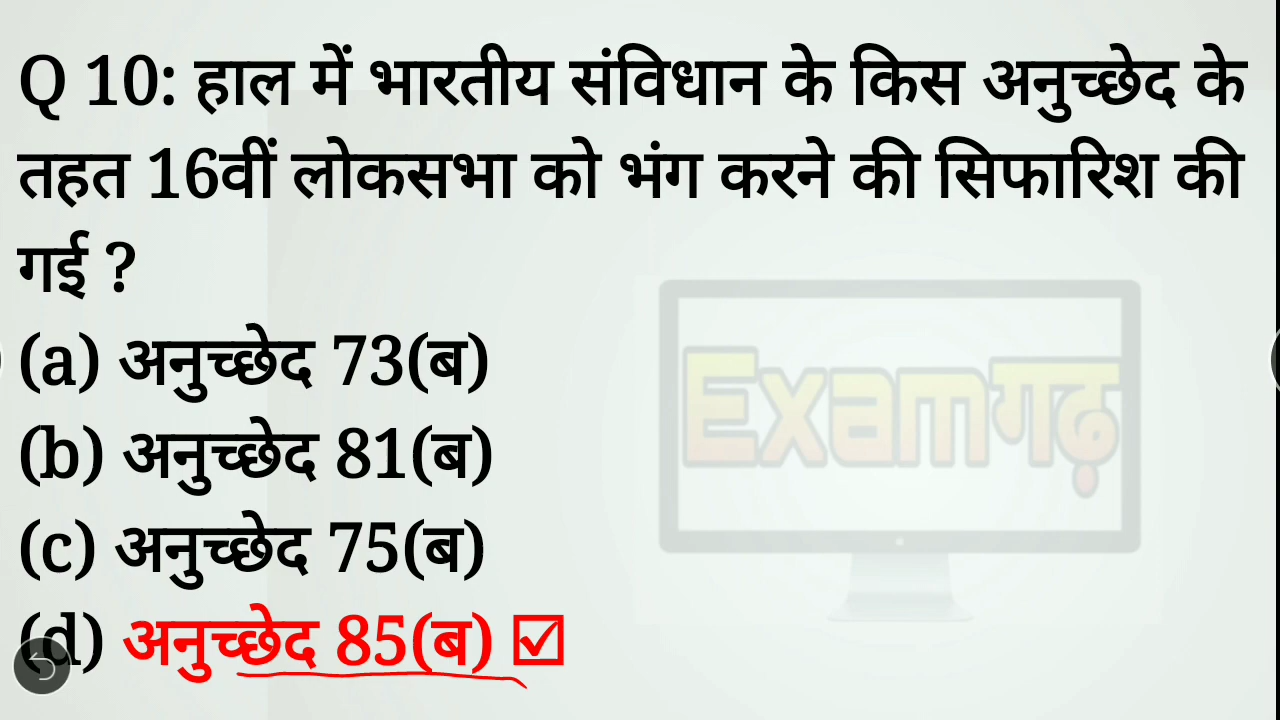 Q 10: हाल में भारतीय संविधान के किस अनुच्छेद के
तहत 16वीं लोकसभा को भंग करने की सिफारिश की
गई ?
(a) अनुच्छेद 73(ब)
(b) अनुच्छेद 81(ब)
(c) अनुच्छेद 75(ब)
(d) अनुच्छेद 85(ब) ☑
Examगढ़